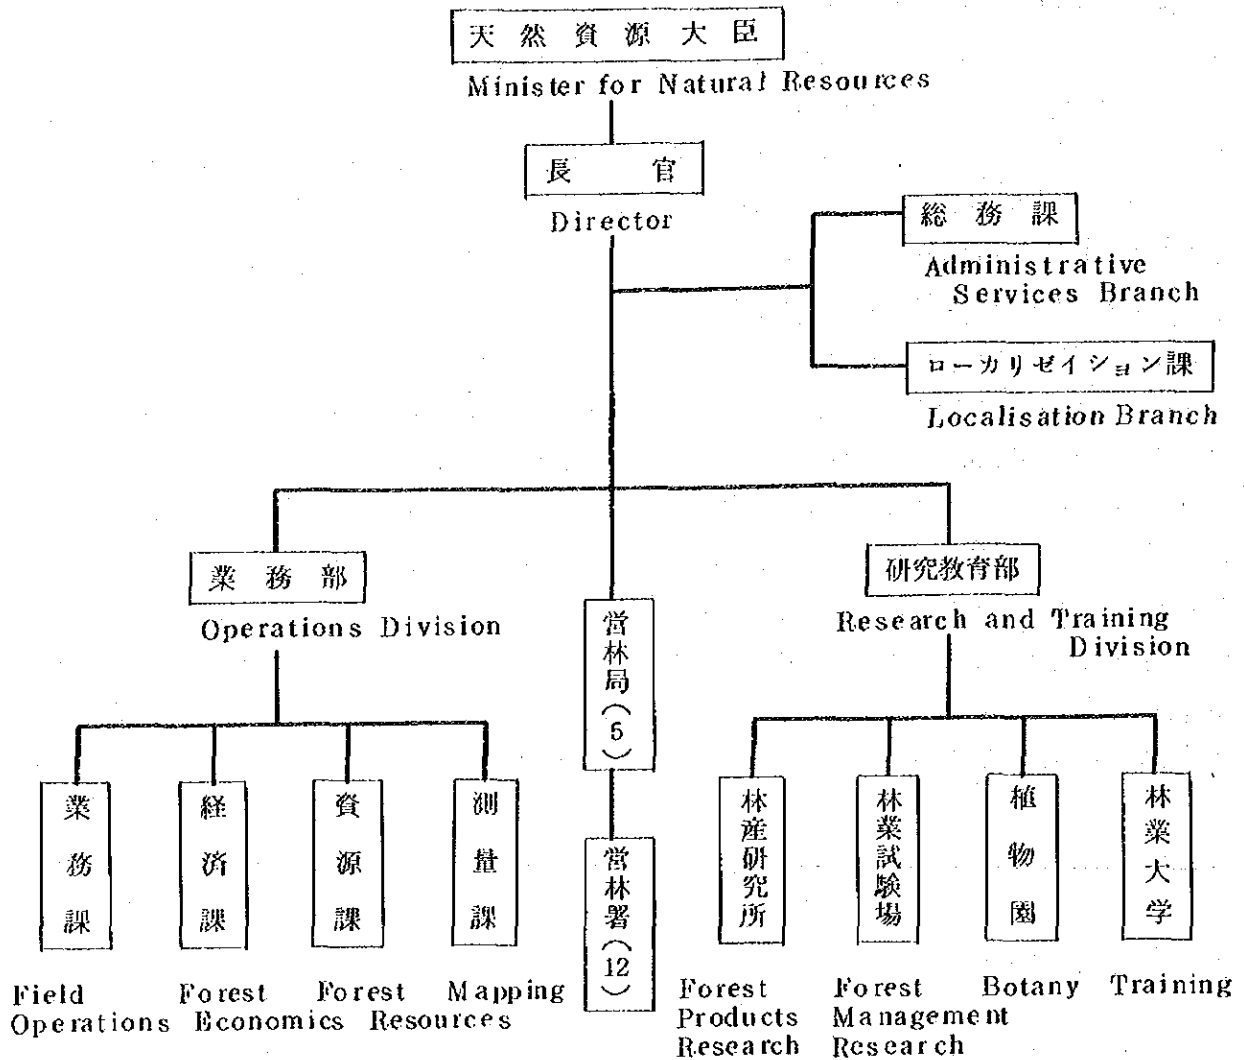 天然資源大臣
Minister for Natural Resources
長官
Director
総務課
Administrative
Services Branch
ローカリゼイション課
Localisation Branch
業務部
Operations Division
営林局(5)
研究教育部
Research and Training
Division
業務課
経済課
資源課
測量課
営林署(12)
林産研究所
林業試験場
植物園
林業大学
Field
Operations
Forest
Economics
Forest
Resources
Mapping
Forest
Products
Research
Forest
Management
Research
Botany
Training